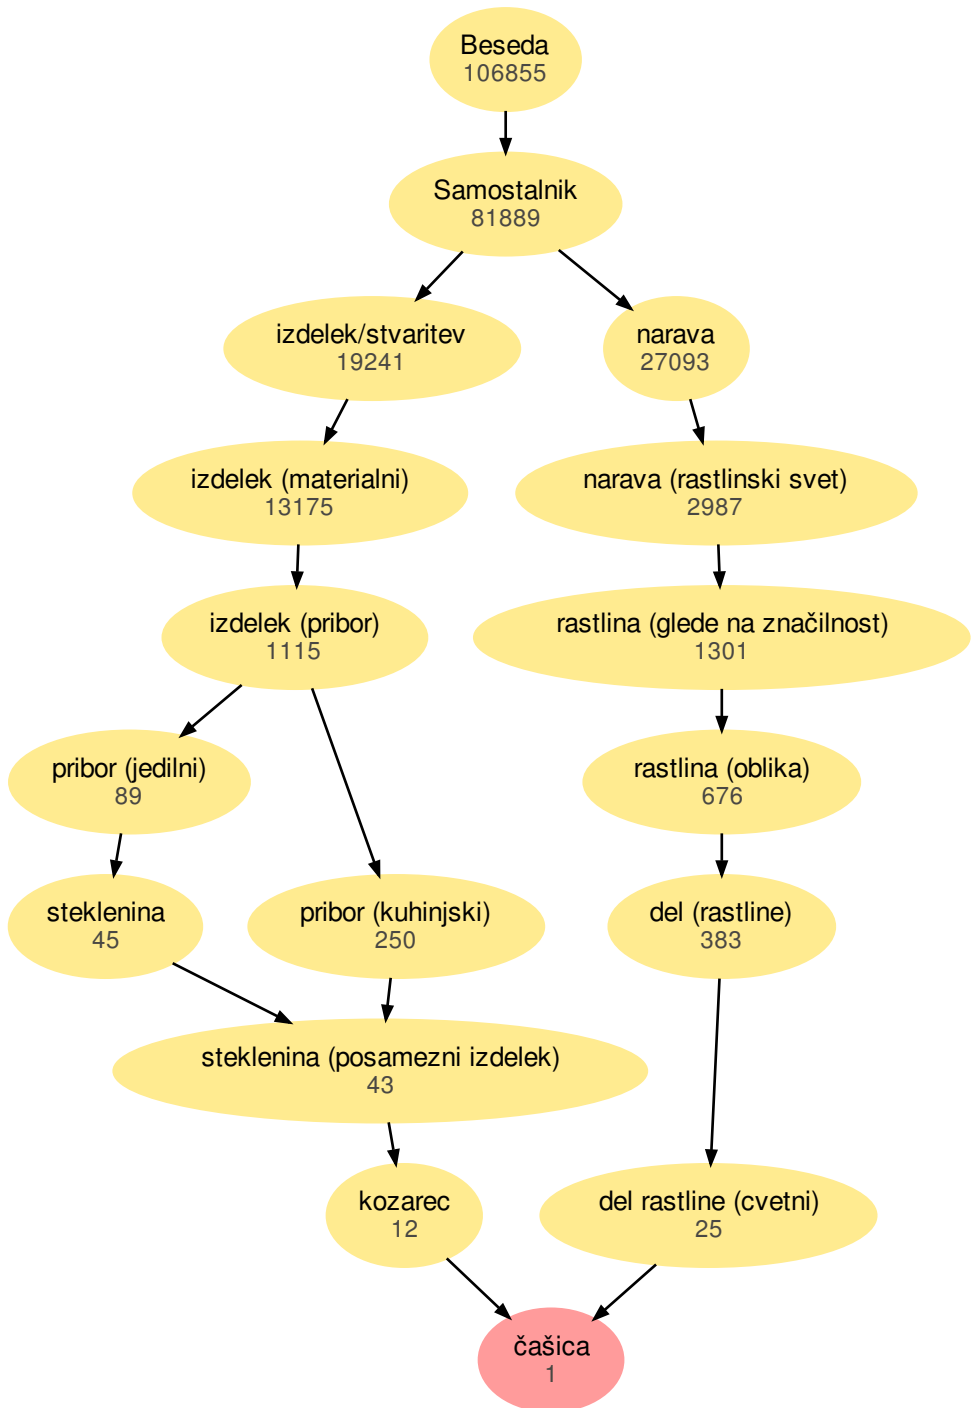 Beseda
106855
Samostalnik
81889
izdelek/stvaritev
19241
narava
27093
izdelek (materialni)
13175
narava (rastlinski svet)
2987
izdelek (pribor)
1115
rastlina (glede na značilnost)
1301
pribor (jedilni)
89
rastlina (oblika)
676
steklenina
45
pribor (kuhinjski)
250
del (rastline)
383
steklenina (posamezni izdelek)
43
kozarec
12
del rastline (cvetni)
25
čašica
1